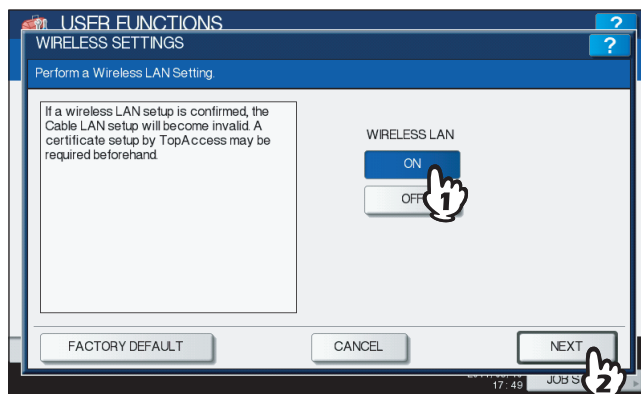 USER FUNCTIONS
?
WIRELESS SETTINGS
?
Perform a Wireless LAN Setting.
If a wireless LAN setup is confirmed, the
Cable LAN setup will become invalid. A
certificate setup by TopAccess may be
required beforehand.
WIRELESS LAN
ON
OFF
1
FACTORY DEFAULT
CANCEL
NEXT
2
17:49
JOB S